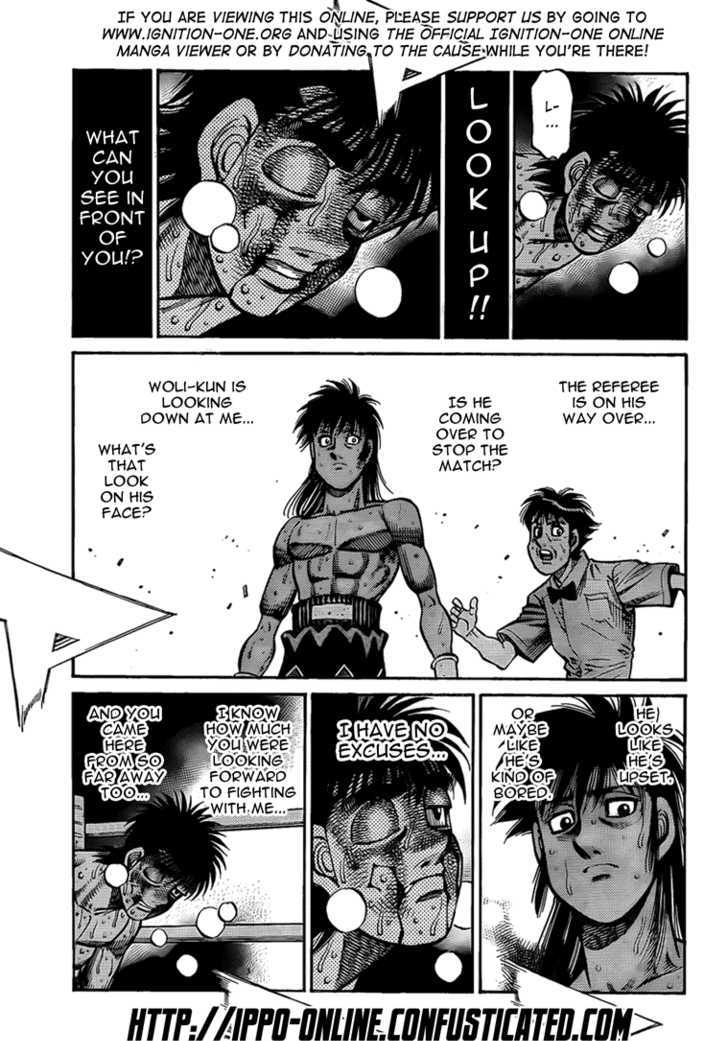 IF YOU ARE VIEWING THIS ONLINE, PLEASE SUPPORT US BY GOING TO
WWW.IGNITION-ONE.ORG AND USING THE OFFICIAL IGNITION-ONE ONLINE
MANGA VIEWER OR BY DONATING TO THE CAUSE WHILE YOU'RE THERE!
L-
...
LOOK UP!!
WHAT
CAN
YOU
SEE IN
FRONT
OF
YOU!?
THE REFEREE
IS ON HIS
WAY OVER...
IS HE
COMING
OVER TO
STOP THE
MATCH?
WOLI-KUN IS
LOOKING
DOWN AT ME...
WHAT'S
THAT
LOOK
ON HIS
FACE?
HE
LOOKS
LIKE
HE'S
UPSET.
OR
MAYBE
LIKE
HE'S
KIND OF
BORED.
I HAVE NO
EXCUSES...
I KNOW
HOW MUCH
YOU WERE
LOOKING
FORWARD
TO FIGHTING
WITH ME...
AND YOU
CAME
HERE
FROM SO
FAR AWAY
TOO...
HTTP://IPPO-ONLINE.CONFUSTICATED.COM/